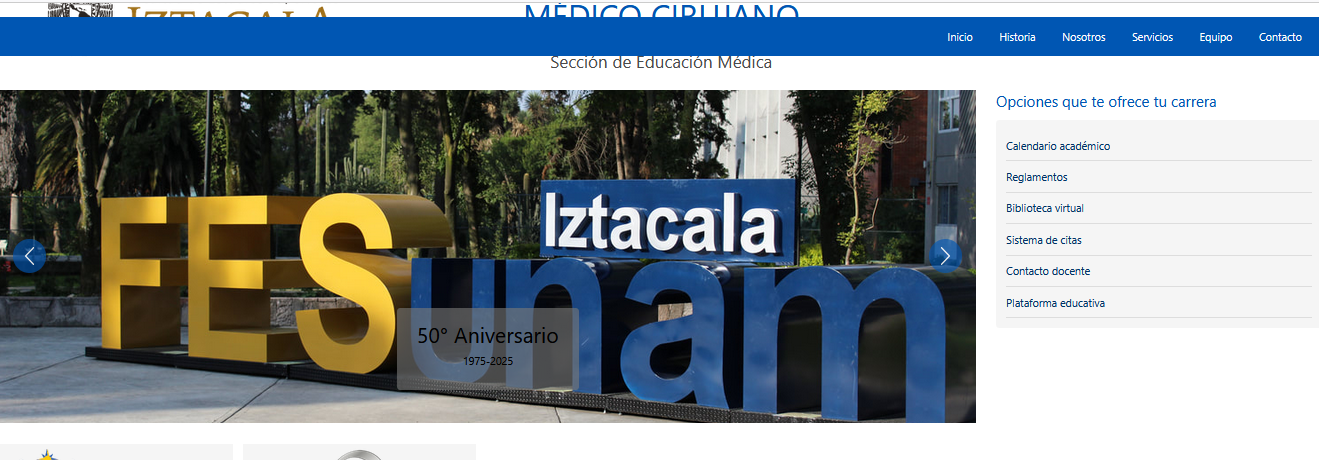 IZTACALA
MÉDICO CIRUJANO
Inicio
Historia
Nosotros
Servicios
Equipo
Contacto
Sección de Educación Médica
Opciones que te ofrece tu carrera
Calendario académico
Reglamentos
Biblioteca virtual
Sistema de citas
Contacto docente
Plataforma educativa
Iztacala
FES unam
50° Aniversario
1975-2025